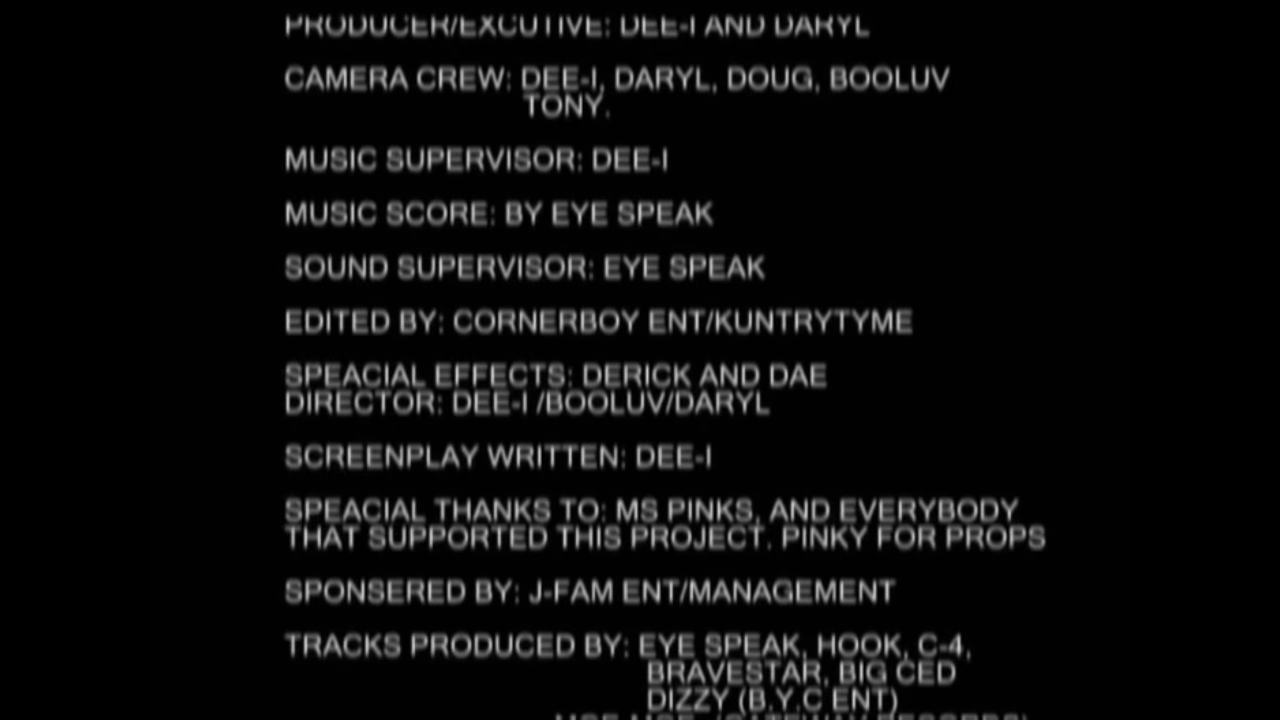 PRODUCER/EXCUTIVE: DEE-I AND DARYL
CAMERA CREW: DEE-I, DARYL, DOUG, BOOLUV
TONY.
MUSIC SUPERVISOR: DEE-I
MUSIC SCORE: BY EYE SPEAK
SOUND SUPERVISOR: EYE SPEAK
EDITED BY: CORNERBOY ENT/KUNTRYTYME
SPEACIAL EFFECTS: DERICK AND DAE
DIRECTOR: DEE-I /BOOLUV/DARYL
SCREENPLAY WRITTEN: DEE-I
SPEACIAL THANKS TO: MS PINKS, AND EVERYBODY
THAT SUPPORTED THIS PROJECT. PINKY FOR PROPS
SPONSERED BY: J-FAM ENT/MANAGEMENT
TRACKS PRODUCED BY: EYE SPEAK, HOOK, C-4,
BRAVESTAR, BIG CED
DIZZY (B.Y.C ENT)